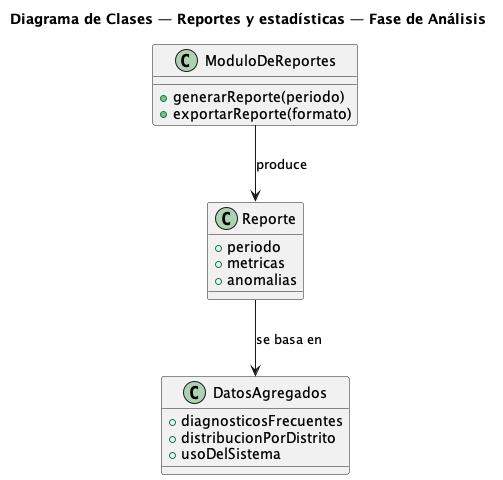 Diagrama de Clases — Reportes y estadísticas — Fase de Análisis
C ModuloDeReportes
generarReporte(periodo)
exportarReporte(formato)
produce
C Reporte
periodo
metricas
anomalias
se basa en
C DatosAgregados
diagnosticosFrecuentes
distribucionPorDistrito
usoDelSistema